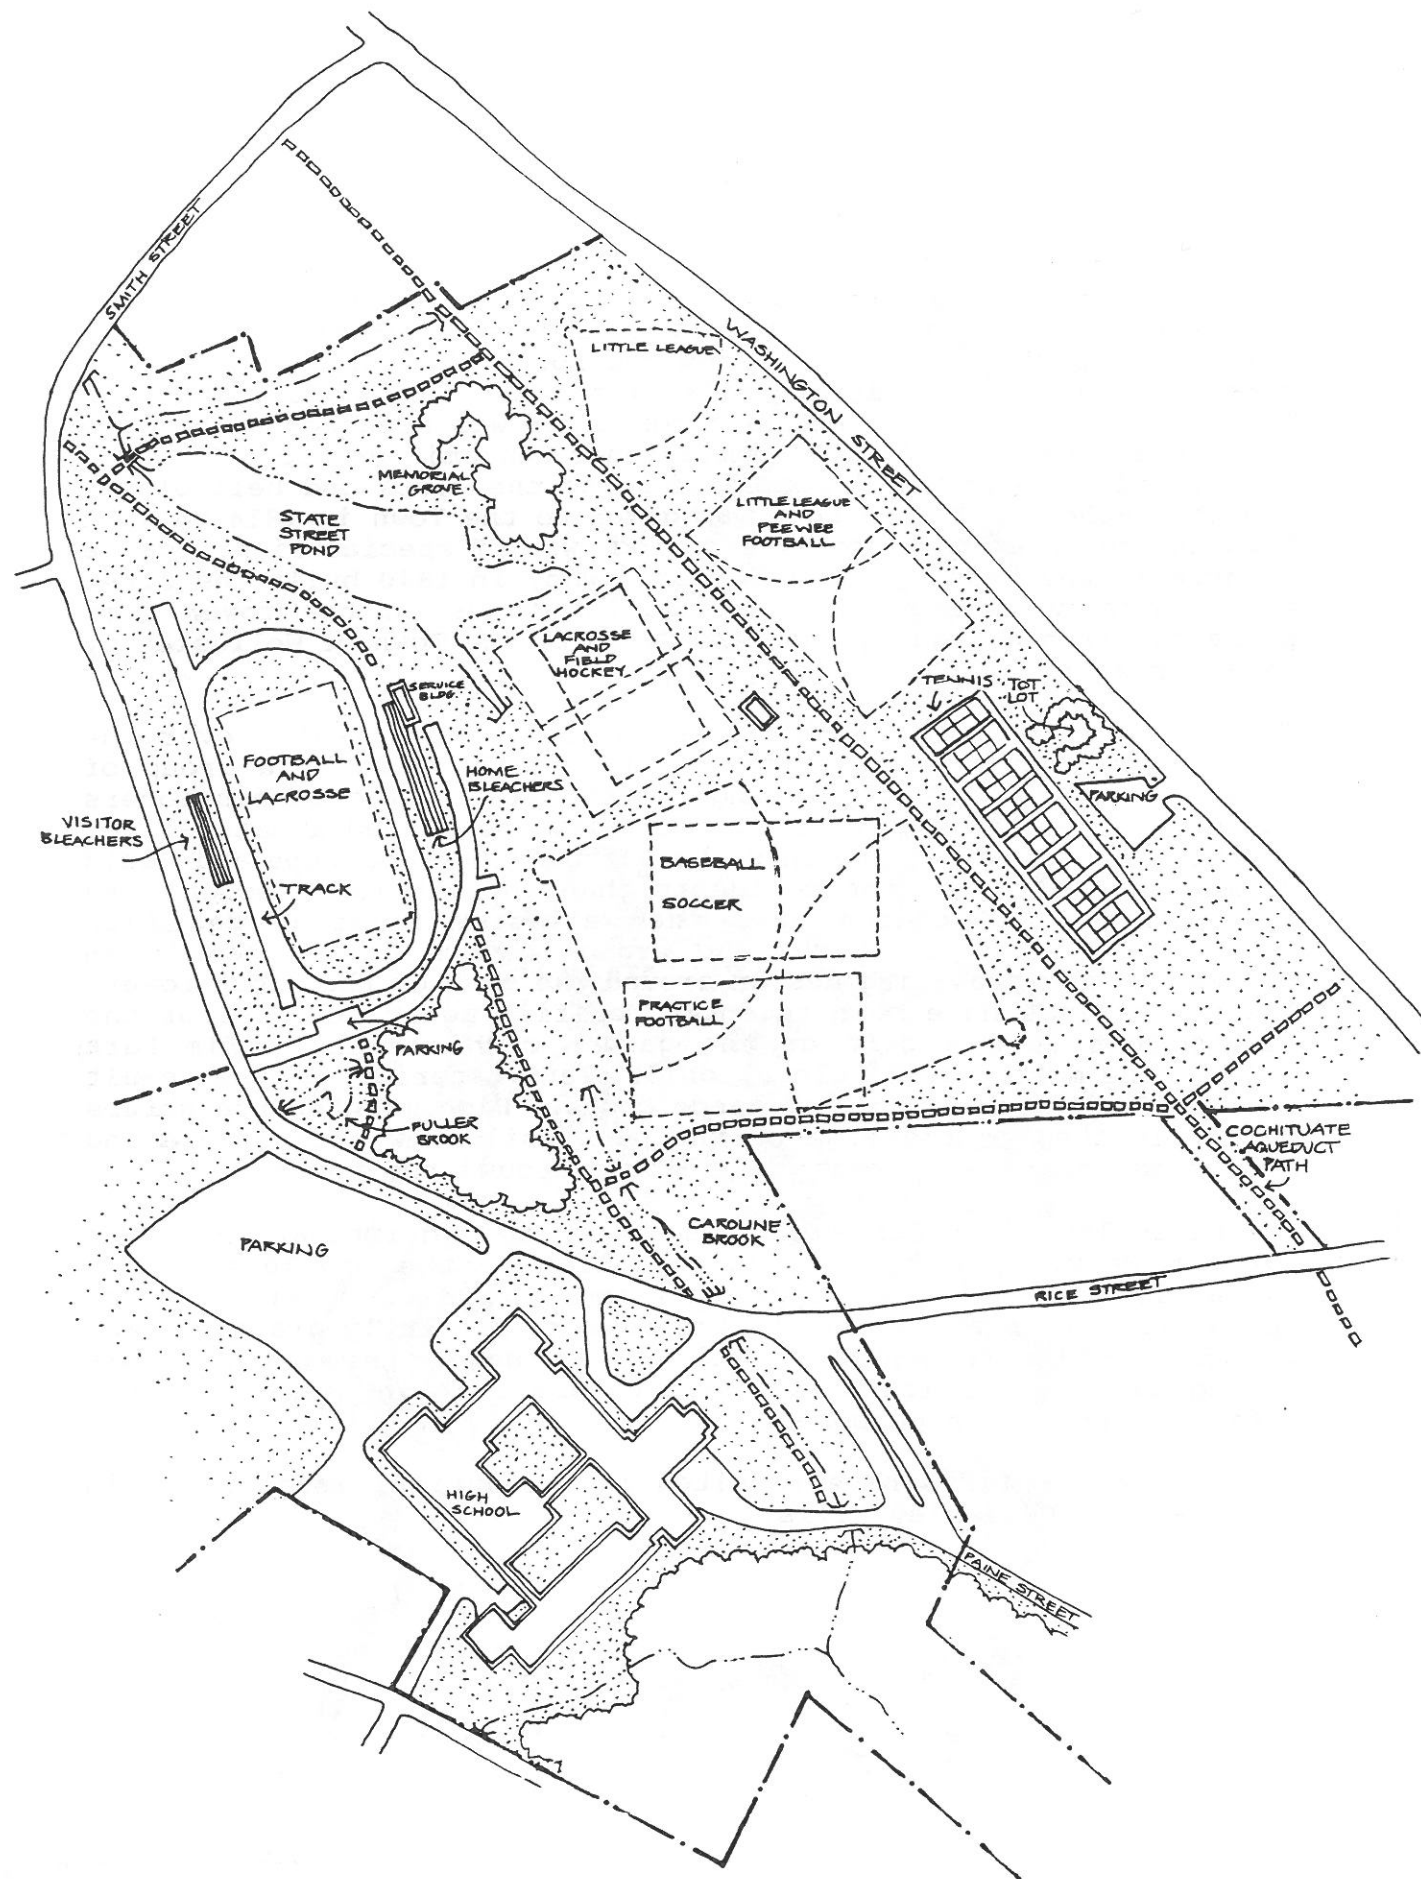 SMITH STREET
WASHINGTON STREET
LITTLE LEAGUE
LITTLE LEAGUE
AND
PEEWEE
FOOTBALL
MEMORIAL
GROVE
STATE
STREET
POND
LACROSSE
AND
FIELD
HOCKEY
SERVICE
BLDG.
TENNIS
TOT
LOT
PARKING
FOOTBALL
AND
LACROSSE
HOME
BLEACHERS
VISITOR
BLEACHERS
TRACK
BASEBALL
SOCCER
PRACTICE
FOOTBALL
PARKING
FULLER
BROOK
COCHITUATE
AQUEDUCT
PATH
CAROLINE
BROOK
PARKING
RICE STREET
HIGH
SCHOOL
PAINE STREET